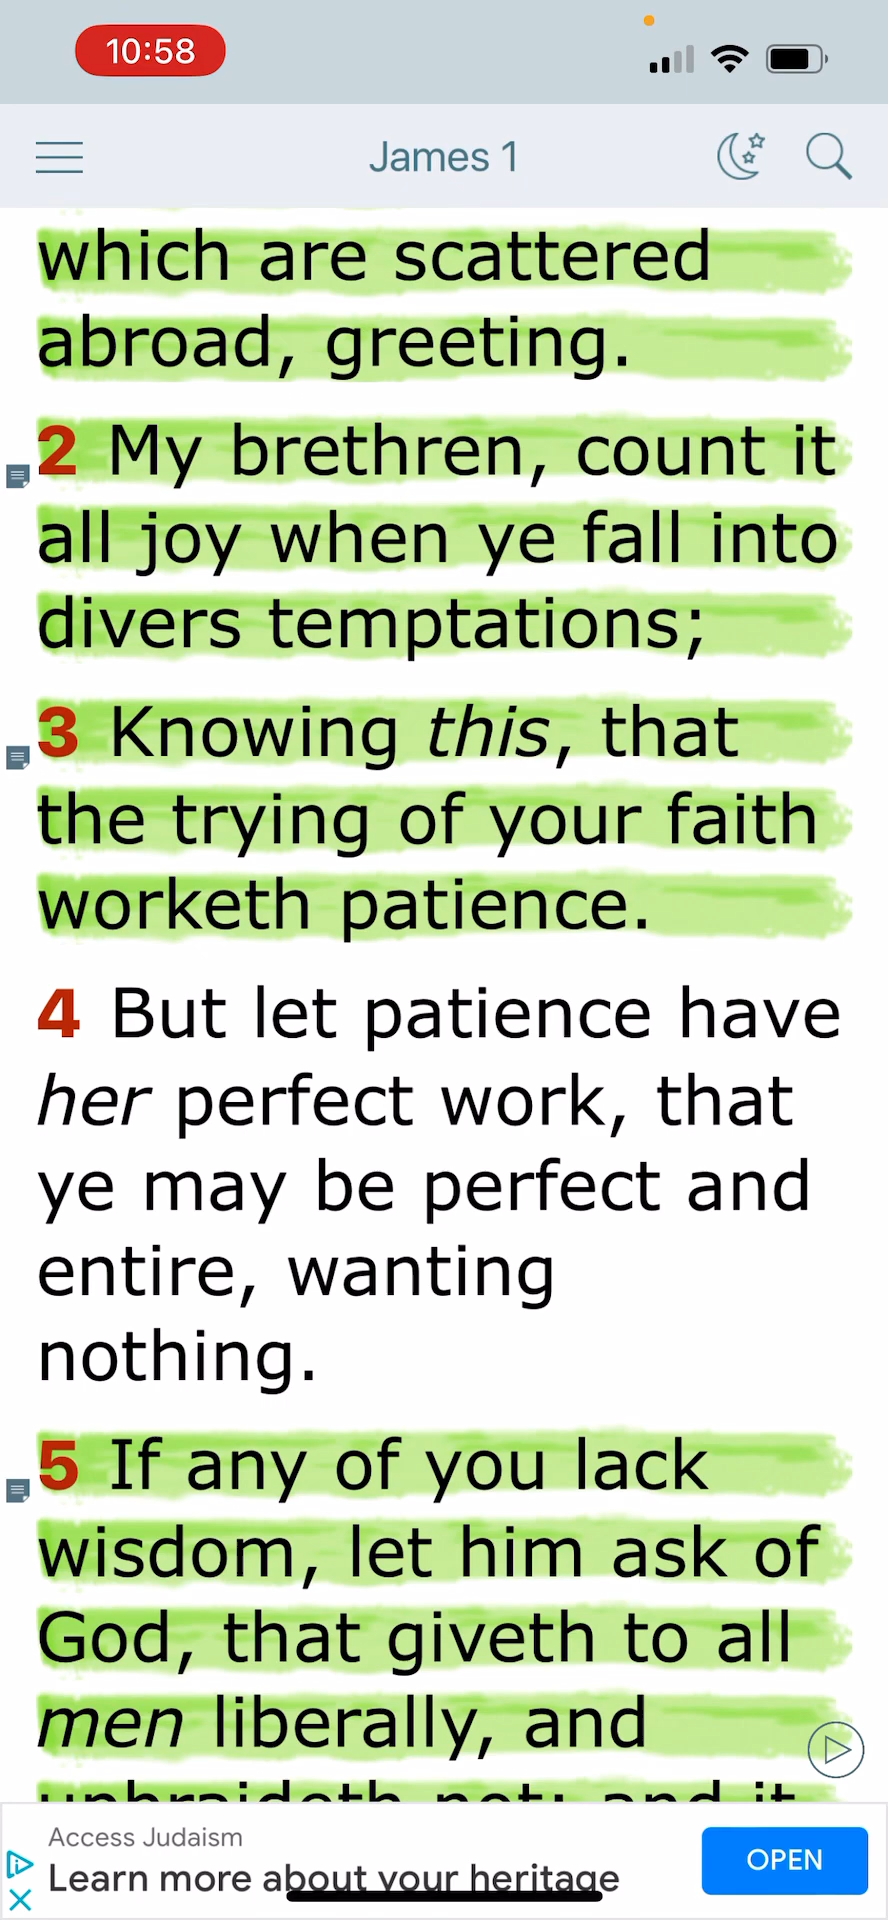 10:58
James 1
which are scattered
abroad, greeting.
2 My brethren, count it
all joy when ye fall into
divers temptations;
3 Knowing this, that
the trying of your faith
worketh patience.
4 But let patience have
her perfect work, that
ye may be perfect and
entire, wanting
nothing.
5 If any of you lack
wisdom, let him ask of
God, that giveth to all
men liberally, and
upbraideth not; and it
Access Judaism
Learn more about your heritage
OPEN